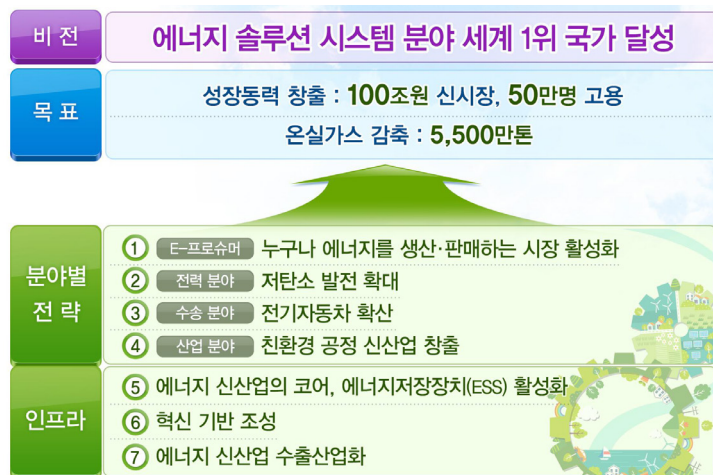 비 전
에너지 솔루션 시스템 분야 세계 1위 국가 달성
목 표
성장동력 창출 : 100조원 신시장, 50만명 고용
온실가스 감축 : 5,500만톤
분야별
전 략
① E-프로슈머 누구나 에너지를 생산·판매하는 시장 활성화
② 전력 분야 저탄소 발전 확대
③ 수송 분야 전기자동차 확산
④ 산업 분야 친환경 공정 신산업 창출
인프라
⑤ 에너지 신산업의 코어, 에너지저장장치(ESS) 활성화
⑥ 혁신 기반 조성
⑦ 에너지 신산업 수출산업화